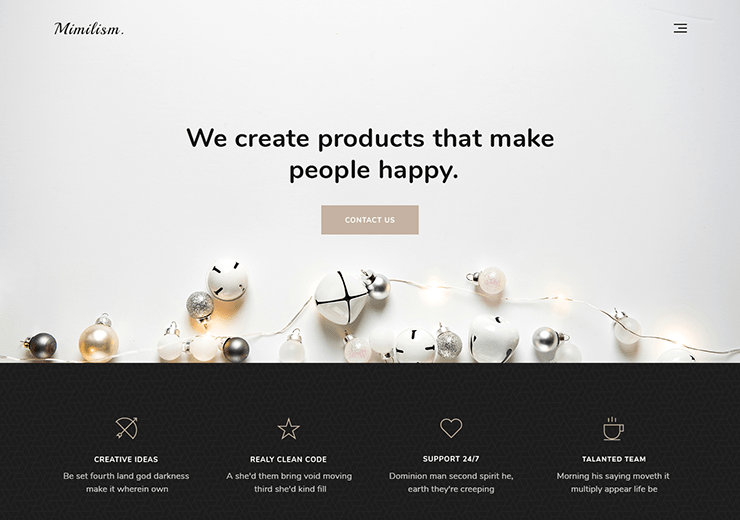 Mimilism.
We create products that make
people happy.
CONTACT US
CREATIVE IDEAS
Be set fourth land god darkness
make it wherein own
REALY CLEAN CODE
A she'd them bring void moving
third she'd kind fill
SUPPORT 24/7
Dominion man second spirit he,
earth they're creeping
TALANTED TEAM
Morning his saying moveth it
multiply appear life be